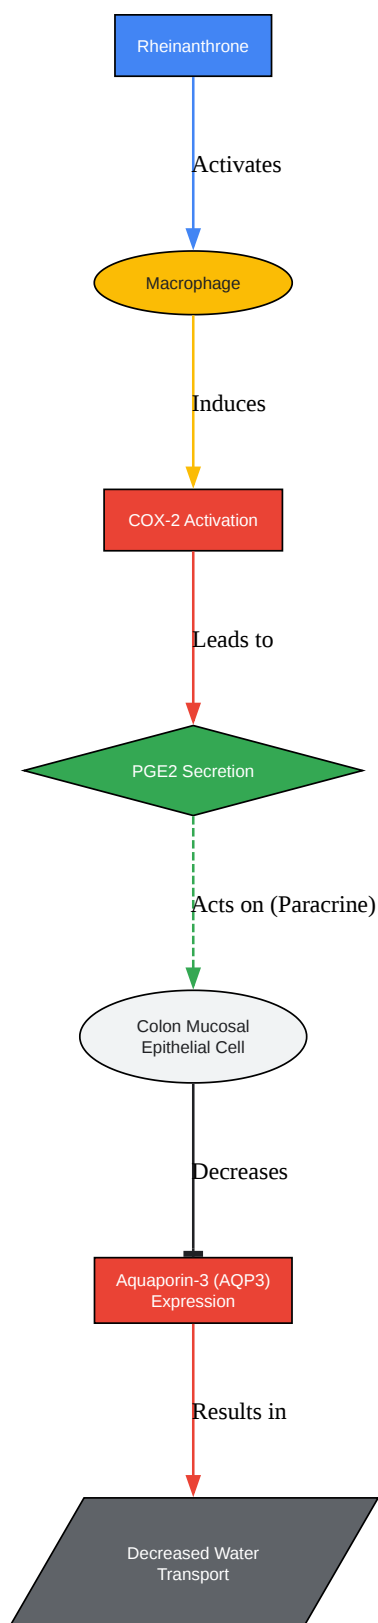 Rheinanthrone
Activates
Macrophage
Induces
COX-2 Activation
Leads to
PGE2 Secretion
Acts on (Paracrine)
Colon Mucosal
Epithelial Cell
Decreases
Aquaporin-3 (AQP3)
Expression
Results in
Decreased Water
Transport